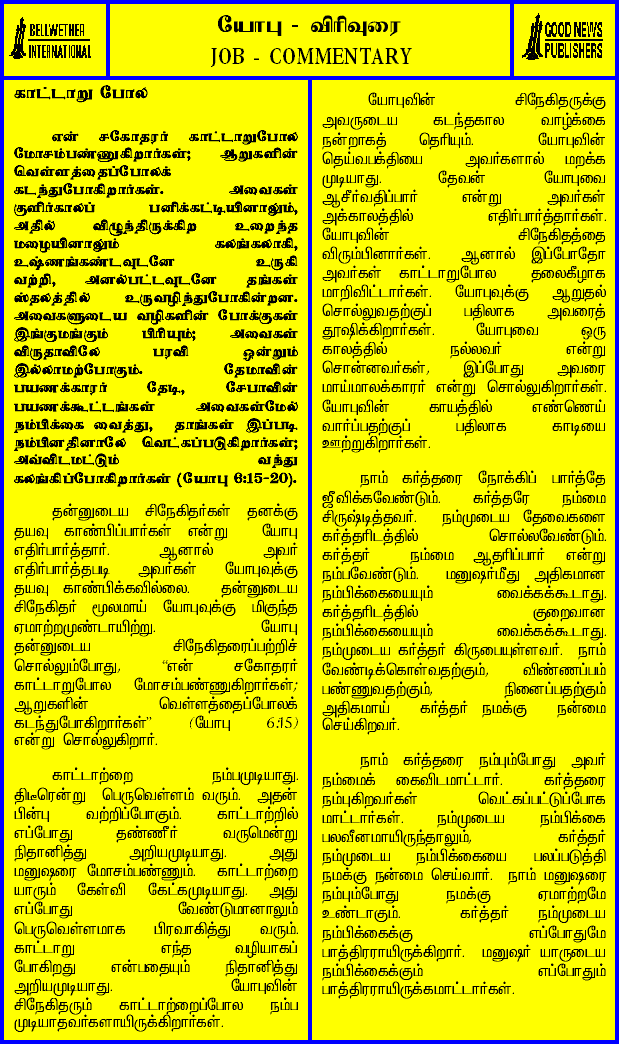 BELLWETHER
INTERNATIONAL
யோபு - விரிவுரை
JOB - COMMENTARY
GOOD NEWS
PUBLISHERS
காட்டாறு போல
என் சகோதரர் காட்டாறுபோல
மோசம்பண்ணுகிறார்கள்; ஆறுகளின்
வெள்ளத்தைப்போலக்
கடந்துபோகிறார்கள். அவைகள்
குளிர்காலப் பனிக்கட்டியினாலும்,
அதில் விழுந்திருக்கிற உறைந்த
மழையினாலும் கலங்கலாகி,
உஷ்ணங்கண்டவுடனே உருகி
வற்றி, அனல்பட்டவுடனே தங்கள்
ஸ்தலத்தில் உருவழிந்துபோகின்றன.
அவைகளுடைய வழிகளின் போக்குகள்
இங்குமங்கும் பிரியும்; அவைகள்
விருதாவிலே பரவி ஒன்றும்
இல்லாமற்போகும். தேமாவின்
பயணக்காரர் தேடி, சேபாவின்
பயணக்கூட்டங்கள் அவைகள்மேல்
நம்பிக்கை வைத்து, தாங்கள் இப்படி
நம்பினதினாலே வெட்கப்படுகிறார்கள்;
அவ்விடமட்டும் வந்து
கலங்கிப்போகிறார்கள் (யோபு 6:15-20).
தன்னுடைய சிநேகிதர்கள் தனக்கு
தயவு காண்பிப்பார்கள் என்று யோபு
எதிர்பார்த்தார். ஆனால் அவர்
எதிர்பார்த்தபடி அவர்கள் யோபுவுக்கு
தயவு காண்பிக்கவில்லை. தன்னுடைய
சிநேகிதர் மூலமாய் யோபுவுக்கு மிகுந்த
ஏமாற்றமுண்டாயிற்று. யோபு
தன்னுடைய சிநேகிதரைப்பற்றிச்
சொல்லும்போது, "என் சகோதரர்
காட்டாறுபோல மோசம்பண்ணுகிறார்கள்;
ஆறுகளின் வெள்ளத்தைப்போலக்
கடந்துபோகிறார்கள்" (யோபு 6:15)
என்று சொல்லுகிறார்.
காட்டாற்றை நம்பமுடியாது.
திடீரென்று பெருவெள்ளம் வரும். அதன்
பின்பு வற்றிப்போகும். காட்டாற்றில்
எப்போது தண்ணீர் வருமென்று
நிதானித்து அறியமுடியாது. அது
மனுஷரை மோசம்பண்ணும். காட்டாற்றை
யாரும் கேள்வி கேட்கமுடியாது. அது
எப்போது வேண்டுமானாலும்
பெருவெள்ளமாக பிரவாகித்து வரும்.
காட்டாறு எந்த வழியாகப்
போகிறது என்பதையும் நிதானித்து
அறியமுடியாது. யோபுவின்
சிநேகிதரும் காட்டாற்றைப்போல நம்ப
முடியாதவர்களாயிருக்கிறார்கள்.
யோபுவின் சிநேகிதருக்கு
அவருடைய கடந்தகால வாழ்க்கை
நன்றாகத் தெரியும். யோபுவின்
தெய்வபக்தியை அவர்களால் மறக்க
முடியாது. தேவன் யோபுவை
ஆசீர்வதிப்பார் என்று அவர்கள்
அக்காலத்தில் எதிர்பார்த்தார்கள்.
யோபுவின் சிநேகிதத்தை
விரும்பினார்கள். ஆனால் இப்போதோ
அவர்கள் காட்டாறுபோல தலைகீழாக
மாறிவிட்டார்கள். யோபுவுக்கு ஆறுதல்
சொல்லுவதற்குப் பதிலாக அவரைத்
தூஷிக்கிறார்கள். யோபுவை ஒரு
காலத்தில் நல்லவர் என்று
சொன்னவர்கள், இப்போது அவரை
மாய்மாலக்காரர் என்று சொல்லுகிறார்கள்.
யோபுவின் காயத்தில் எண்ணெய்
வார்ப்பதற்குப் பதிலாக காடியை
ஊற்றுகிறார்கள்.
நாம் கர்த்தரை நோக்கிப் பார்த்தே
ஜீவிக்கவேண்டும். கர்த்தரே நம்மை
சிருஷ்டித்தவர். நம்முடைய தேவைகளை
கர்த்தரிடத்தில் சொல்லவேண்டும்.
கர்த்தர் நம்மை ஆதரிப்பார் என்று
நம்பவேண்டும். மனுஷர்மீது அதிகமான
நம்பிக்கையையும் வைக்கக்கூடாது.
கர்த்தரிடத்தில் குறைவான
நம்பிக்கையையும் வைக்கக்கூடாது.
நம்முடைய கர்த்தர் கிருபையுள்ளவர். நாம்
வேண்டிக்கொள்வதற்கும், விண்ணப்பம்
பண்ணுவதற்கும், நினைப்பதற்கும்
அதிகமாய் கர்த்தர் நமக்கு நன்மை
செய்கிறவர்.
நாம் கர்த்தரை நம்பும்போது அவர்
நம்மைக் கைவிடமாட்டார். கர்த்தரை
நம்புகிறவர்கள் வெட்கப்பட்டுப்போக
மாட்டார்கள். நம்முடைய நம்பிக்கை
பலவீனமாயிருந்தாலும், கர்த்தர்
நம்முடைய நம்பிக்கையை பலப்படுத்தி
நமக்கு நன்மை செய்வார். நாம் மனுஷரை
நம்பும்போது நமக்கு ஏமாற்றமே
உண்டாகும். கர்த்தர் நம்முடைய
நம்பிக்கைக்கு எப்போதுமே
பாத்திரராயிருக்கிறார். மனுஷர் யாருடைய
நம்பிக்கைக்கும் எப்போதும்
பாத்திரராயிருக்கமாட்டார்கள்.